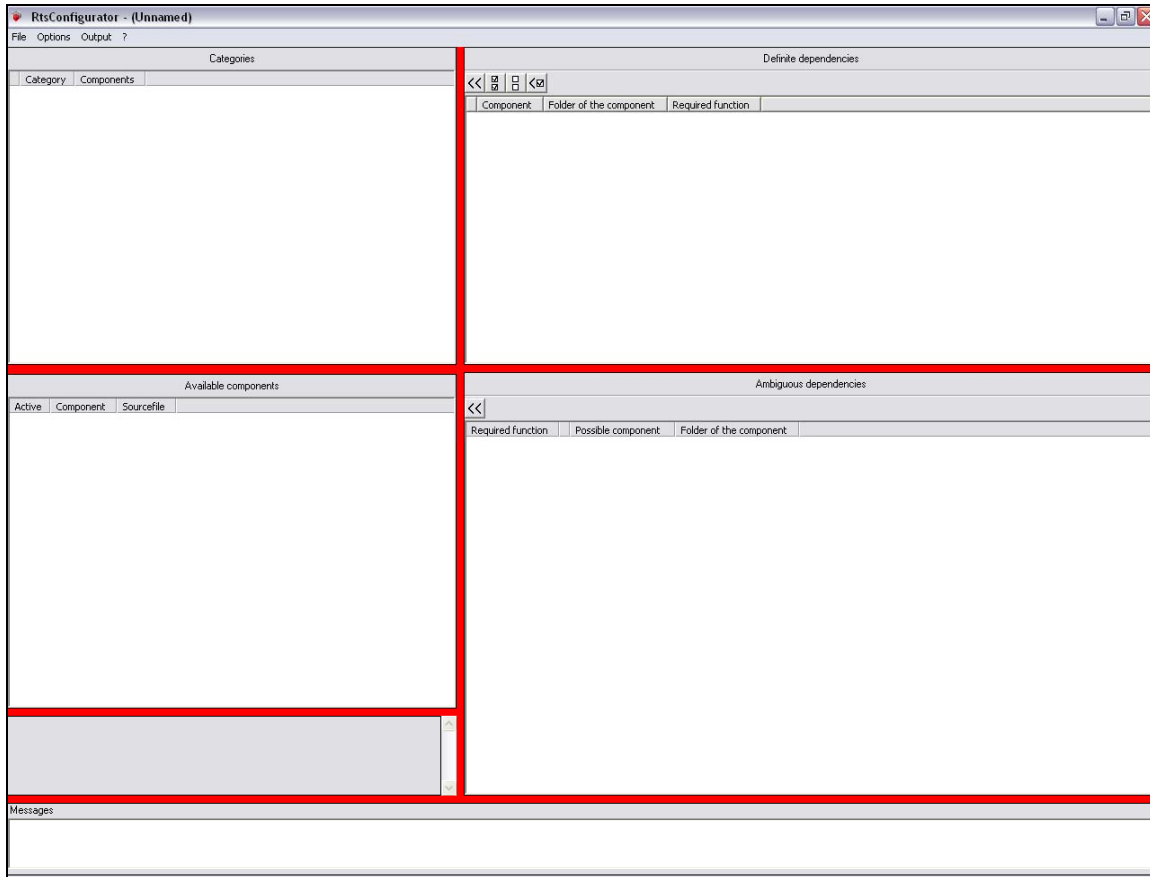 RtsConfigurator - (Unnamed)
File Options Output ?
Categories
Category Components
Definite dependencies
<< <
Component Folder of the component Required function
Available components
Active Component Sourcefile
Ambiguous dependencies
<<
Required function Possible component Folder of the component
Messages